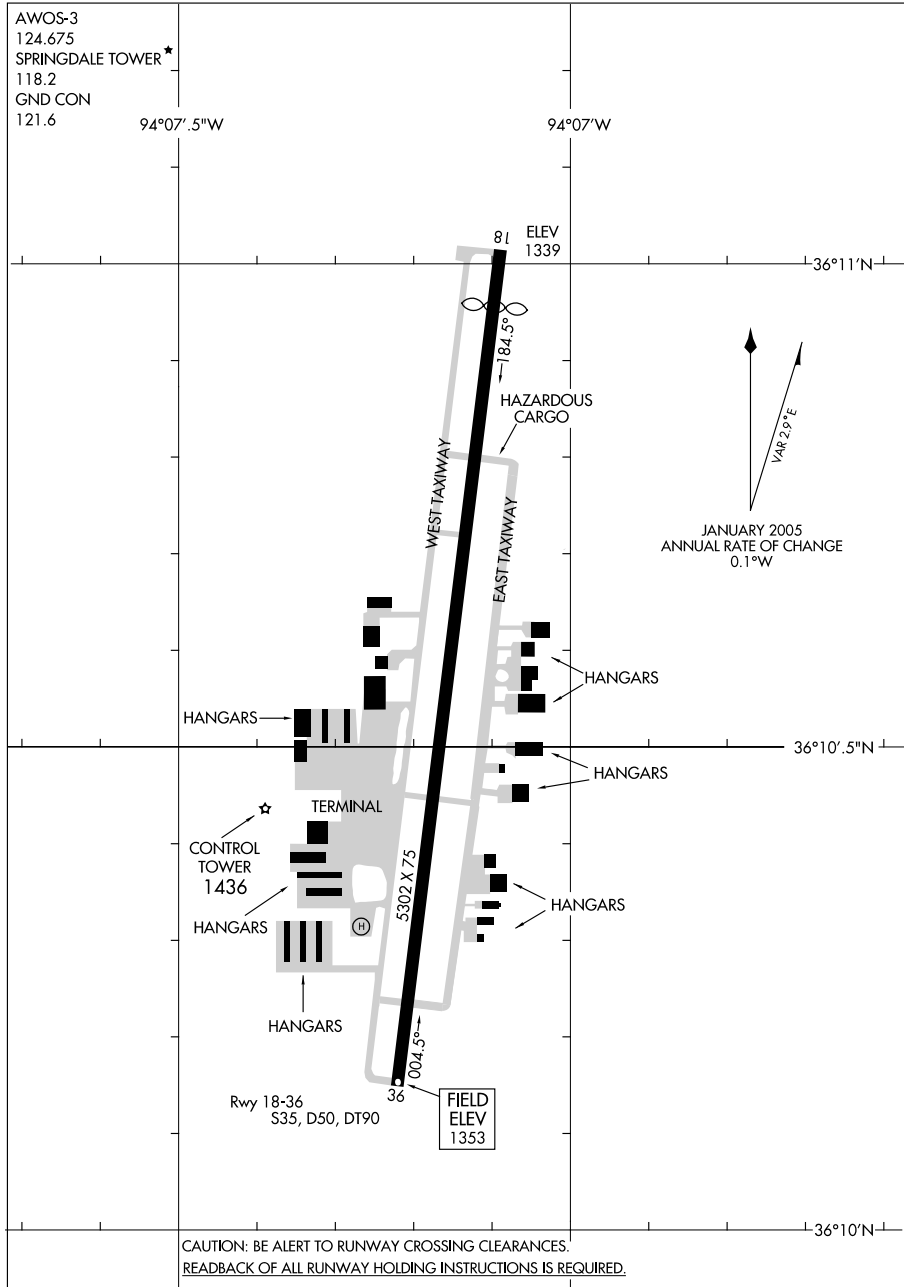 AWOS-3
124.675
SPRINGDALE TOWER
118.2
GND CON
121.6
94°07'.5"W
94°07'W
18
ELEV
1339
36°11'N
184.5°
HAZARDOUS
CARGO
VAR 2.9°E
WEST TAXIWAY
EAST TAXIWAY
JANUARY 2005
ANNUAL RATE OF CHANGE
0.1°W
HANGARS
HANGARS
36°10'.5"N
HANGARS
TERMINAL
CONTROL
TOWER
1436
5302 X 75
HANGARS
HANGARS
H
HANGARS
004.5°
36
Rwy 18-36
S35, D50, DT90
FIELD
ELEV
1353
36°10'N
CAUTION: BE ALERT TO RUNWAY CROSSING CLEARANCES.
READBACK OF ALL RUNWAY HOLDING INSTRUCTIONS IS REQUIRED.